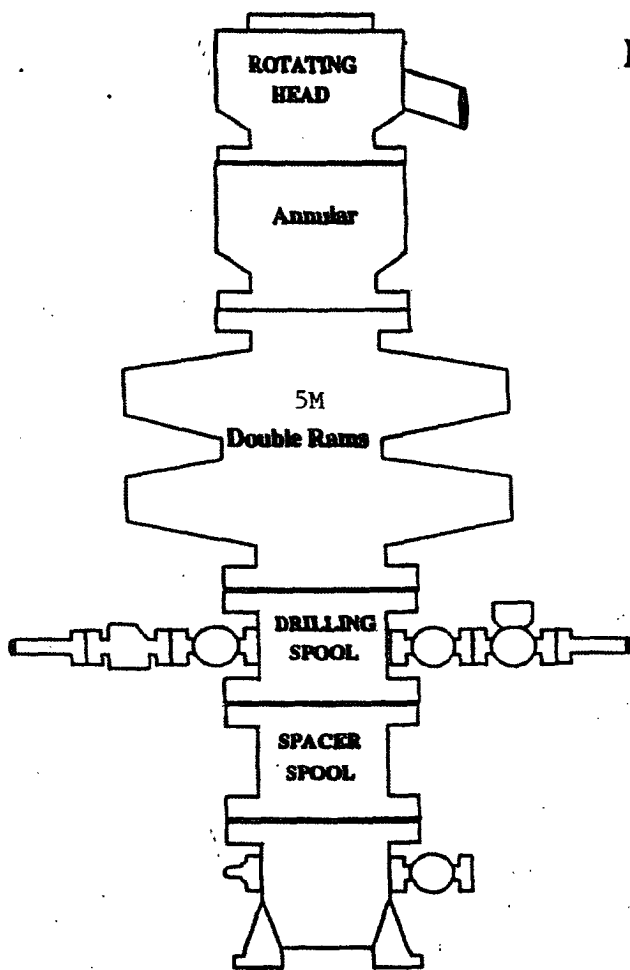 ROTATING
HEAD
Annular
5M
Double Rams
DRILLING
SPOOL
SPACER
SPOOL